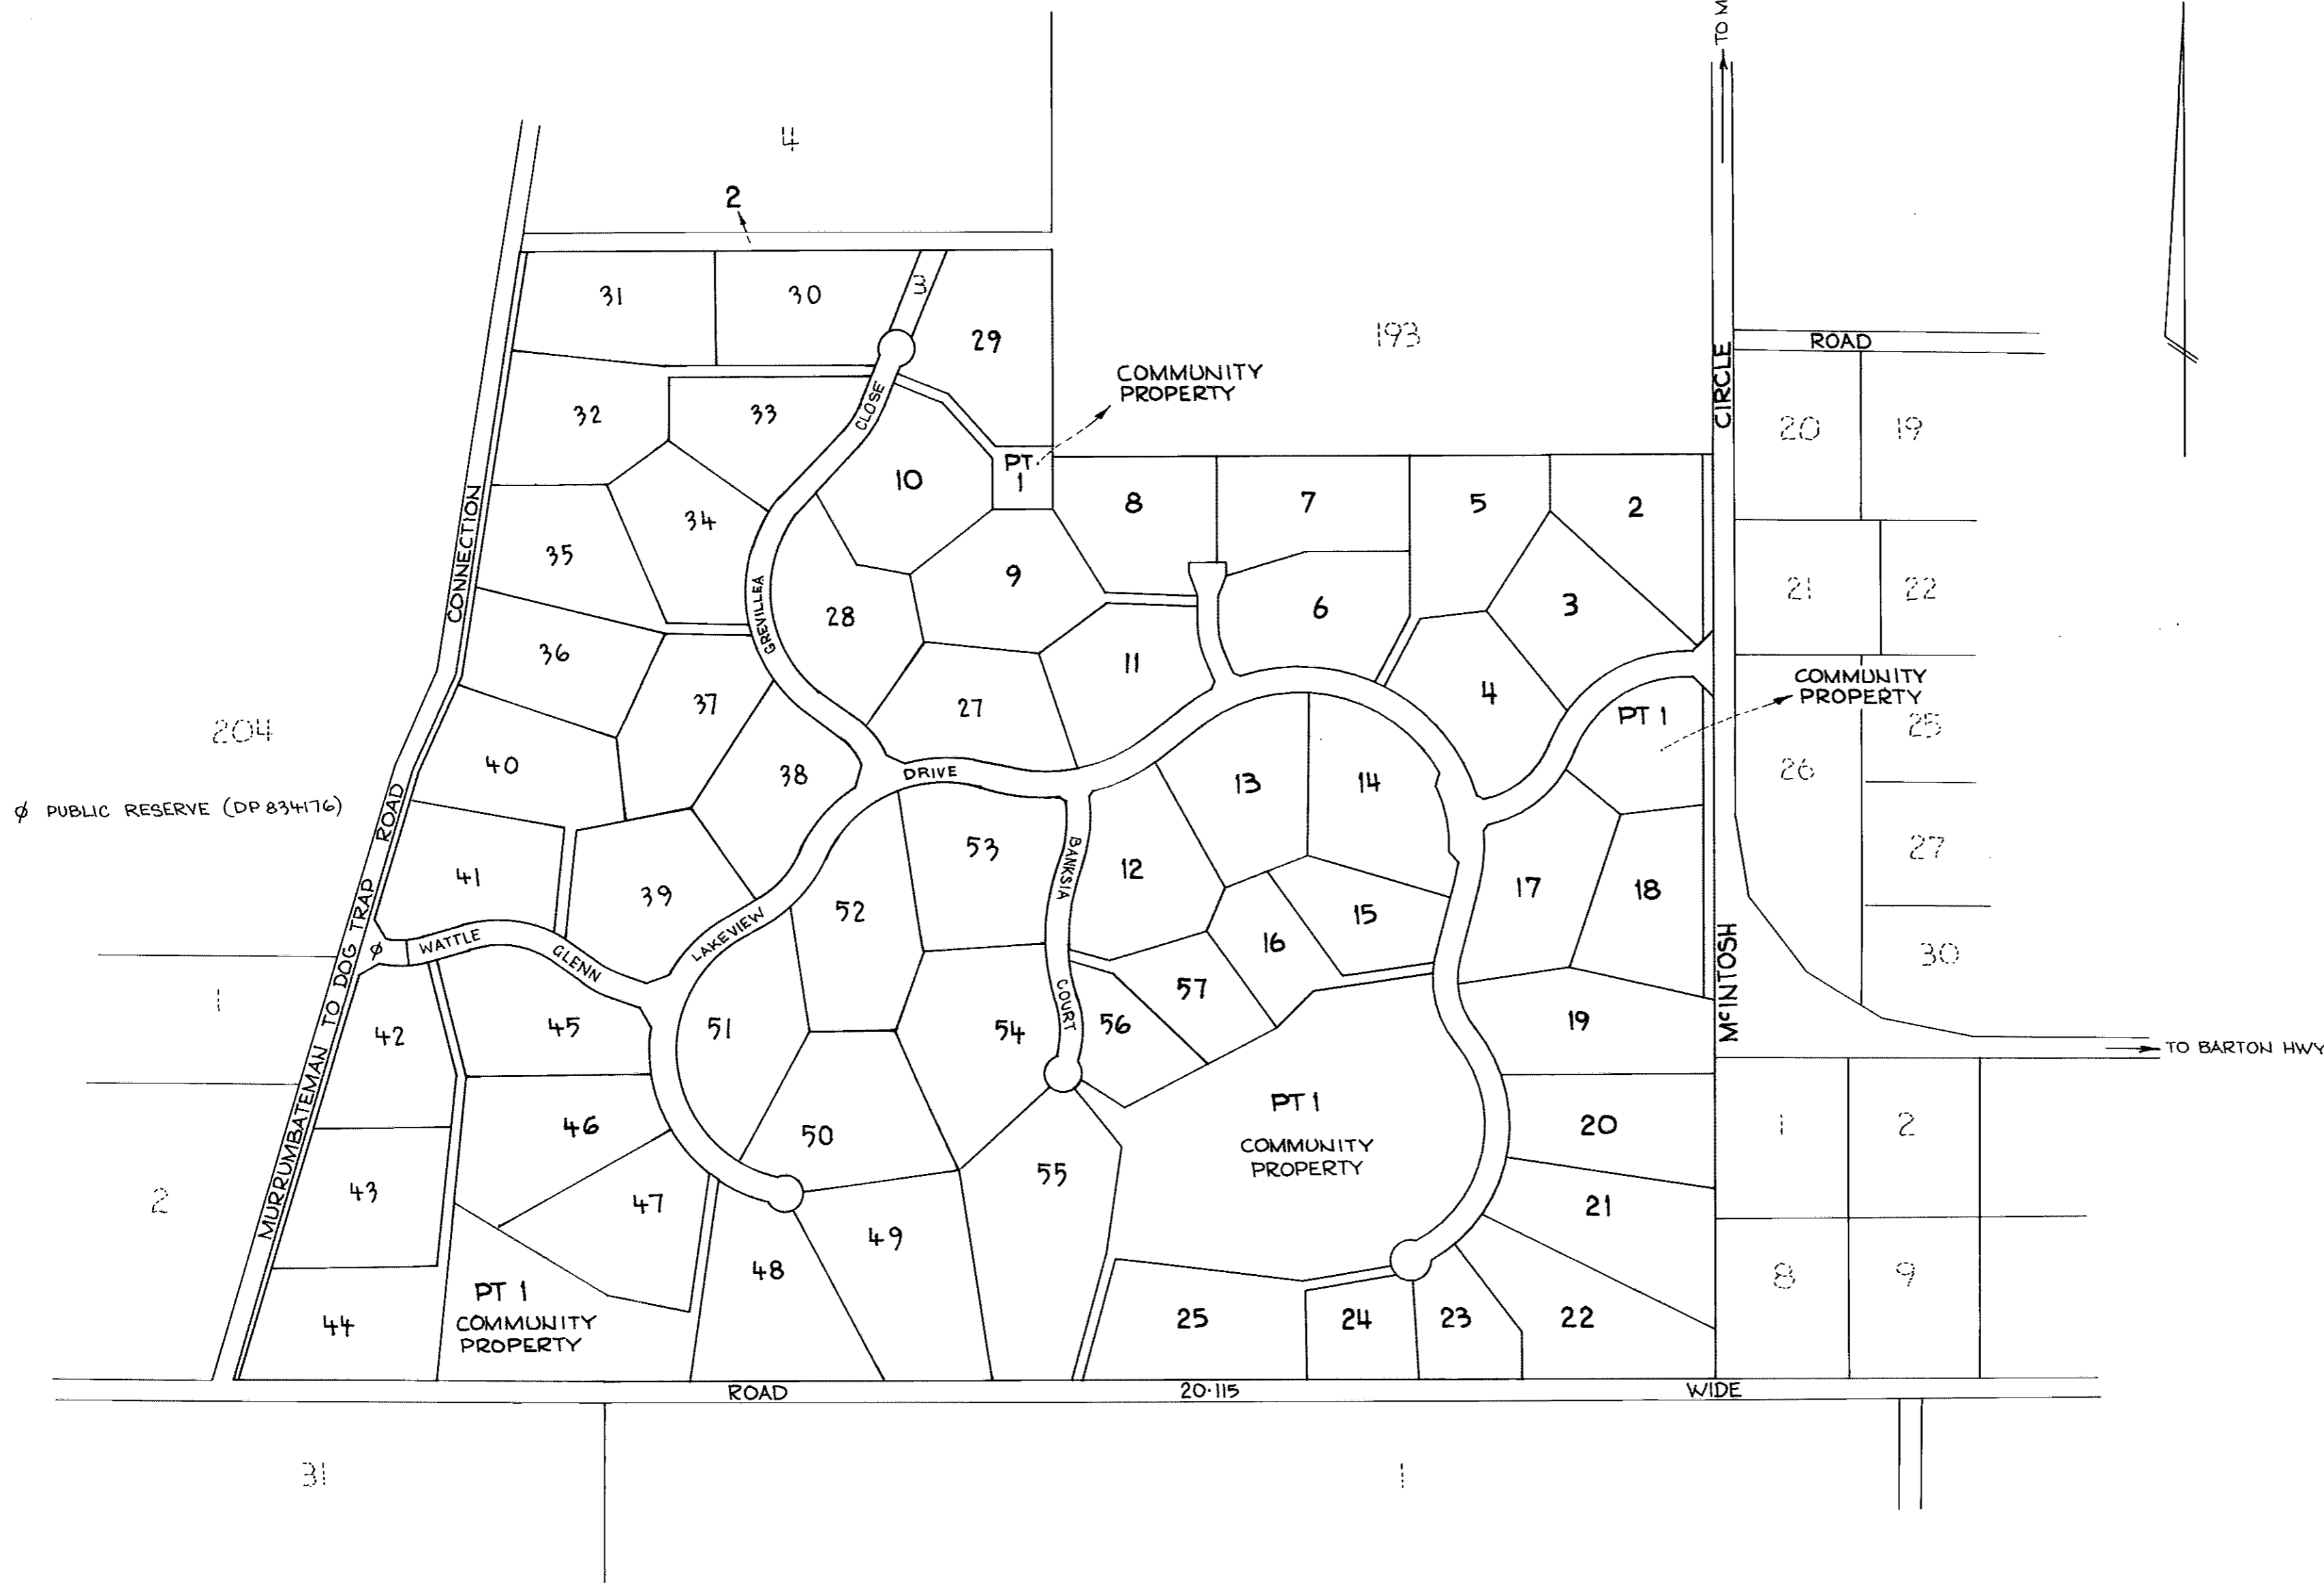 TO M
4
2
31
30
3
29
193
ROAD
COMMUNITY
PROPERTY
CIRCLE
32
33
CLOSE
20
19
10
PT.
1
8
7
5
2
34
CONNECTION
35
9
6
3
21
22
GREVILLEA
28
36
11
COMMUNITY
PROPERTY
4
37
27
PT 1
204
25
40
38
DRIVE
13
14
26
Ø PUBLIC RESERVE (DP 834176)
ROAD
53
BANKSIA
27
12
41
39
17
18
52
15
LAKEVIEW
Ø
WATTLE
GLENN
16
30
McINTOSH
1
57
COURT
42
45
51
54
56
19
TO BARTON HWY
MURRUMBATEMAN TO DOG TRAP
PT 1
COMMUNITY
PROPERTY
46
50
20
1
2
55
2
43
47
21
49
48
8
9
PT 1
COMMUNITY
PROPERTY
44
25
24
23
22
ROAD
20·115
WIDE
31
1